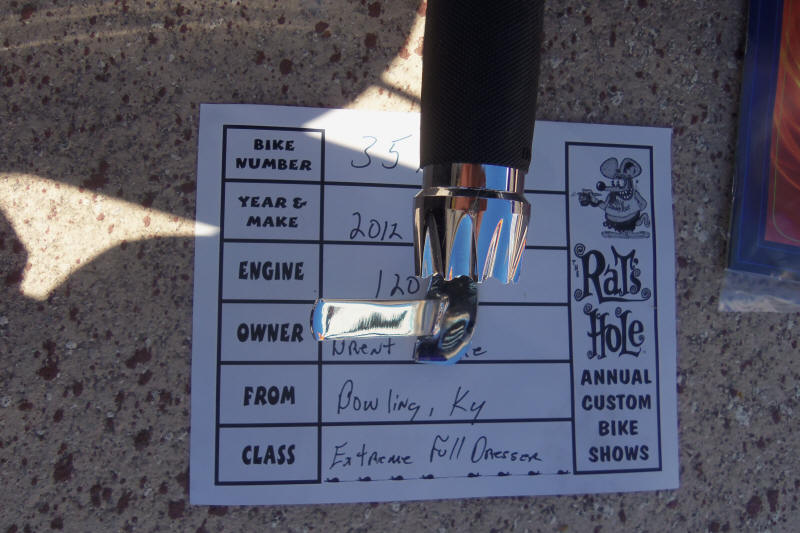 BIKE NUMBER 35
YEAR & MAKE 2012
ENGINE 120
OWNER
FROM Bowling, Ky
CLASS Extreme Full Dresser
THE
RAT'S
HOLE
ANNUAL
CUSTOM
BIKE
SHOWS